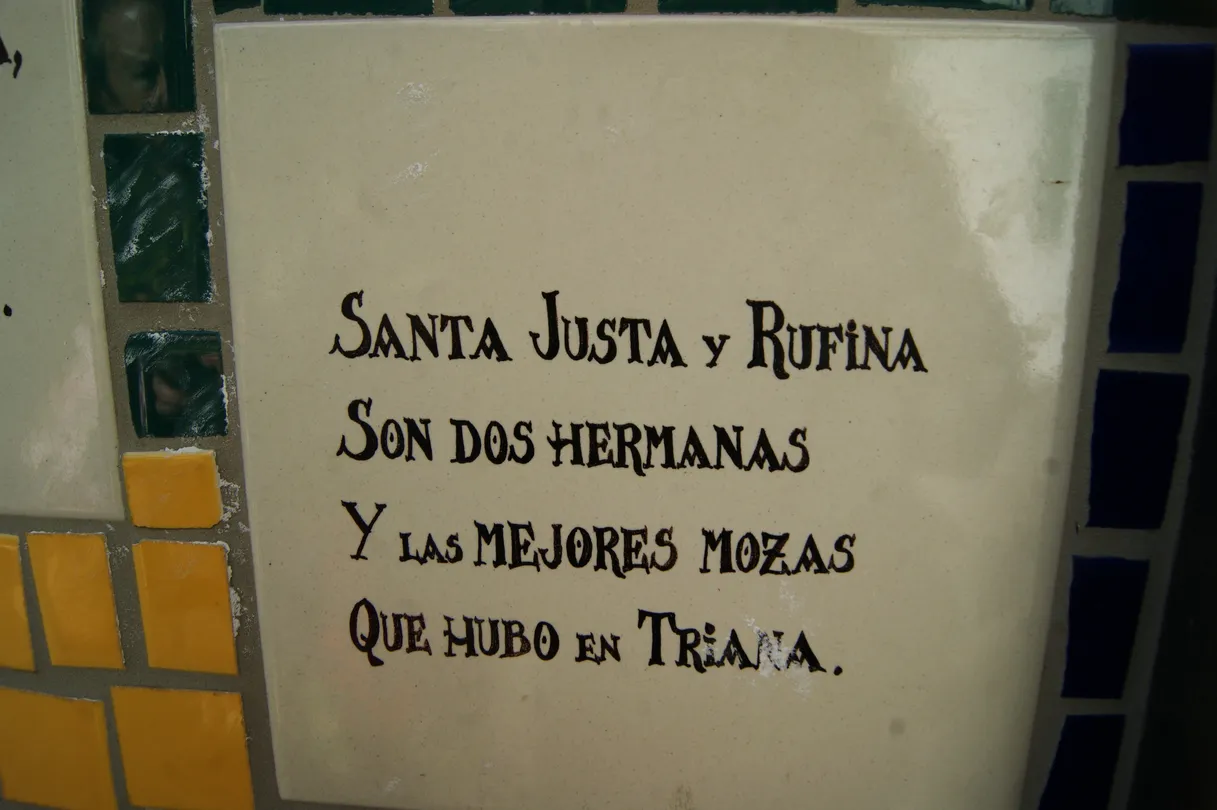 Santa Justa y Rufina
Son dos hermanas
Y las mejores mozas
Que hubo en Triana.